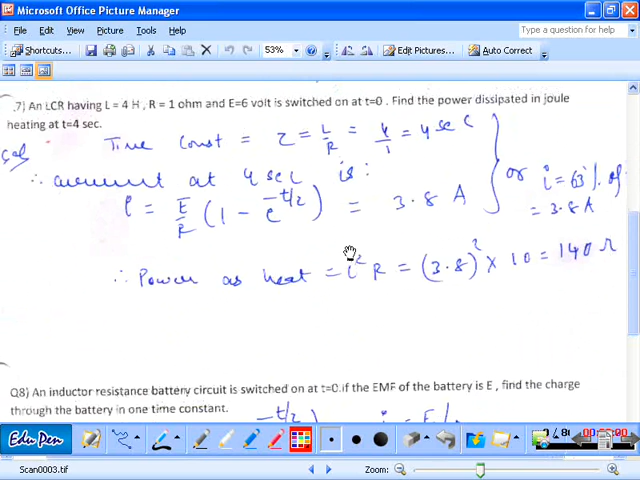 Microsoft Office Picture Manager
File Edit View Picture Tools Help
Type a question for help
Shortcuts... 53% Edit Pictures... Auto Correct
.7) An LCR having L = 4 H , R = 1 ohm and E=6 volt is switched on at t=0 . Find the power dissipated in joule
heating at t=4 sec.
Sol Time Const = τ = L/R = 4/1 = 4 sec
∴ current at 4 sec is:
i = E/R (1 - e^-t/τ) = 3.8 A or i = 63% of
= 3.8 A
∴ Power as heat = i² R = (3.8)² × 10 = 140 Ω
Q8) An inductor resistance battery circuit is switched on at t=0.if the EMF of the battery is E , find the charge
through the battery in one time constant.
-t/τ) i = E
Edu Pen
Scan0003.tif Zoom: